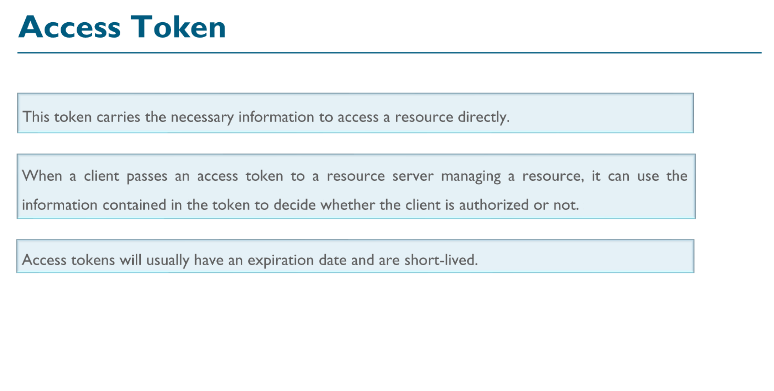 Access Token
This token carries the necessary information to access a resource directly.
When a client passes an access token to a resource server managing a resource, it can use the
information contained in the token to decide whether the client is authorized or not.
Access tokens will usually have an expiration date and are short-lived.